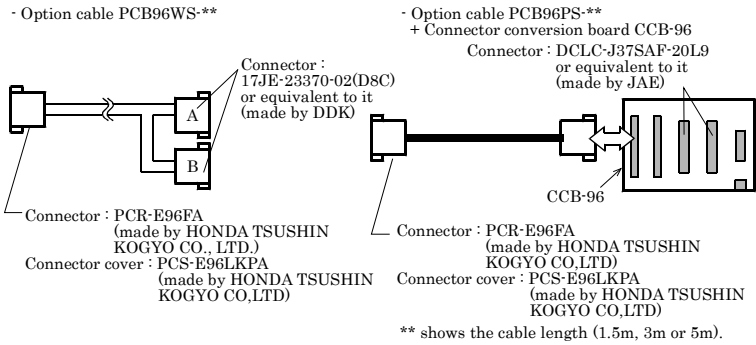 - Option cable PCB96WS-**
Connector :
17JE-23370-02(D8C)
or equivalent to it
(made by DDK)
A
B
Connector : PCR-E96FA
(made by HONDA TSUSHIN
KOGYO CO., LTD.)
Connector cover : PCS-E96LKPA
(made by HONDA TSUSHIN
KOGYO CO,LTD)
- Option cable PCB96PS-**
+ Connector conversion board CCB-96
Connector : DCLC-J37SAF-20L9
or equivalent to it
(made by JAE)
CCB-96
Connector : PCR-E96FA
(made by HONDA TSUSHIN
KOGYO CO,LTD)
Connector cover : PCS-E96LKPA
(made by HONDA TSUSHIN
KOGYO CO,LTD)
** shows the cable length (1.5m, 3m or 5m).